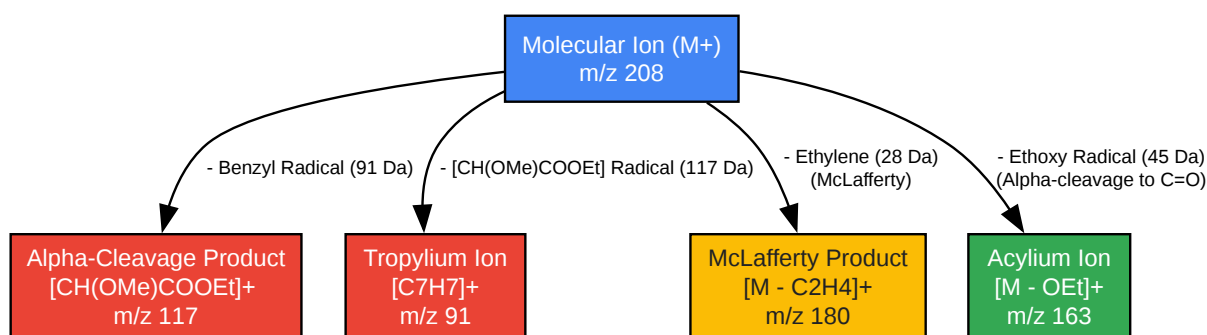 Molecular Ion (M+)
m/z 208
- Benzyl Radical (91 Da)
- [CH(OMe)COOEt] Radical (117 Da)
- Ethylene (28 Da)
(McLafferty)
- Ethoxy Radical (45 Da)
(Alpha-cleavage to C=O)
Alpha-Cleavage Product
[CH(OMe)COOEt]+
m/z 117
Tropylium Ion
[C7H7]+
m/z 91
McLafferty Product
[M - C2H4]+
m/z 180
Acylium Ion
[M - OEt]+
m/z 163